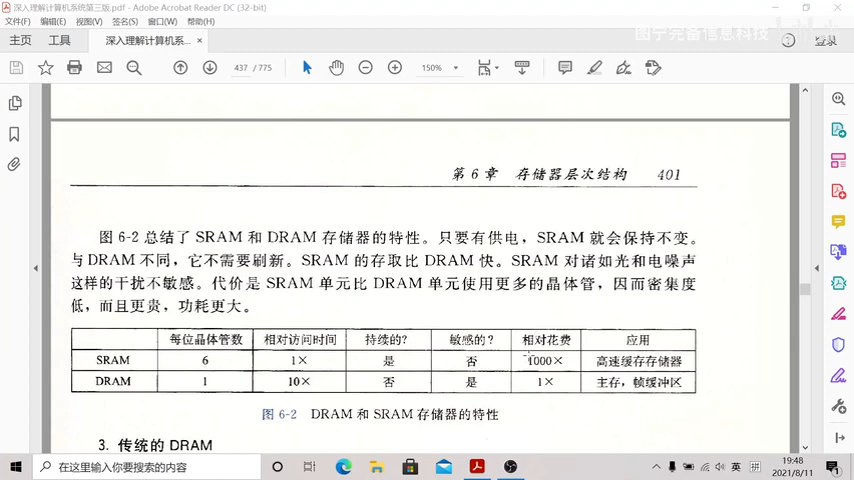 深入理解计算机系统第三版.pdf - Adobe Acrobat Reader DC (32-bit)
文件(F) 编辑(E) 视图(V) 签名(S) 窗口(W) 帮助(H)
图宁完备信息科技
主页 工具 深入理解计算机系... × 登录
437 / 775 150%
第 6 章 存储器层次结构 401
图 6-2 总结了 SRAM 和 DRAM 存储器的特性。只要有供电，SRAM 就会保持不变。
与 DRAM 不同，它不需要刷新。SRAM 的存取比 DRAM 快。SRAM 对诸如光和电噪声
这样的干扰不敏感。代价是 SRAM 单元比 DRAM 单元使用更多的晶体管，因而密集度
低，而且更贵，功耗更大。
每位晶体管数 相对访问时间 持续的? 敏感的? 相对花费 应用
SRAM 6 1× 是 否 1000× 高速缓存存储器
DRAM 1 10× 否 是 1× 主存，帧缓冲区
图 6-2 DRAM 和 SRAM 存储器的特性
3. 传统的 DRAM
在这里输入你要搜索的内容
英 拼
19:48
2021/8/11
1